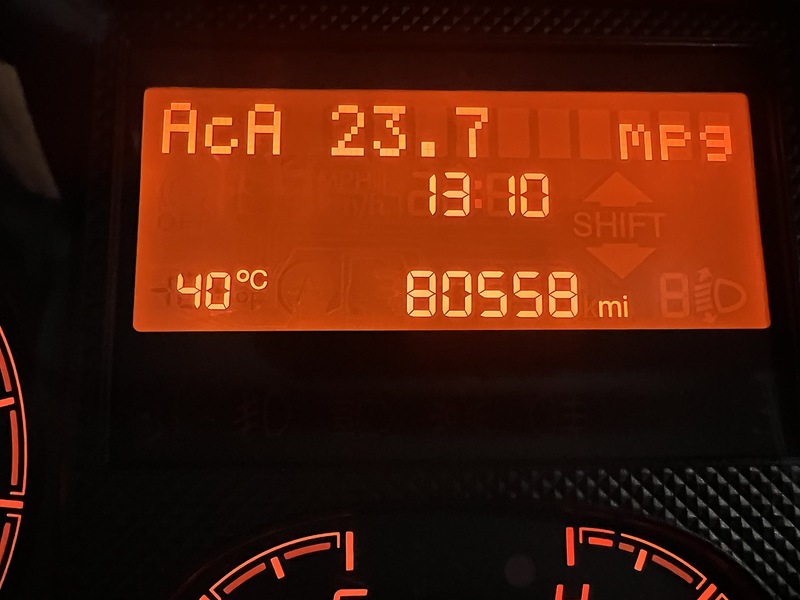 AcA 23.7 mpg
13:10
SHIFT
40°C 80558 mi